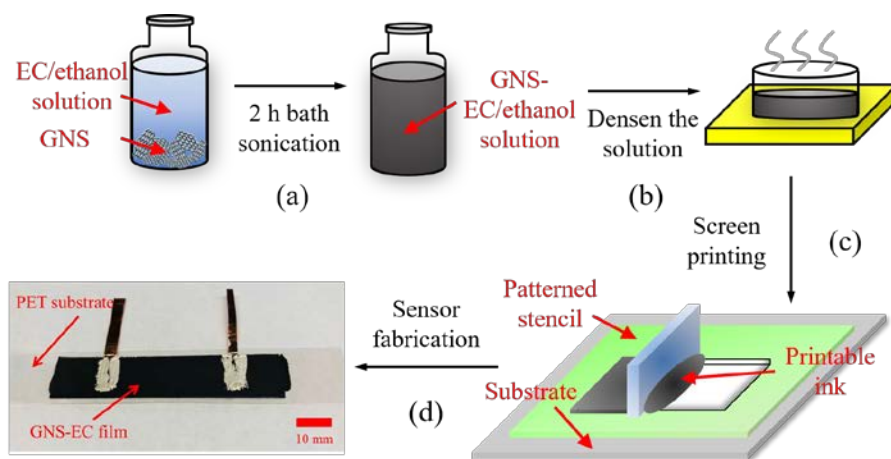 EC/ethanol
solution
GNS
2 h bath
sonication
(a)
GNS-
EC/ethanol
solution
Densen the
solution
(b)
Screen
printing
(c)
Patterned
stencil
Printable
ink
Substrate
Sensor
fabrication
(d)
PET substrate
GNS-EC film
10 mm